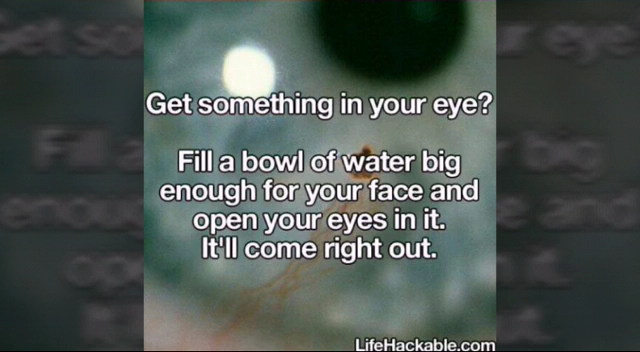 Get something in your eye?
Fill a bowl of water big
enough for your face and
open your eyes in it.
It'll come right out.
LifeHackable.com